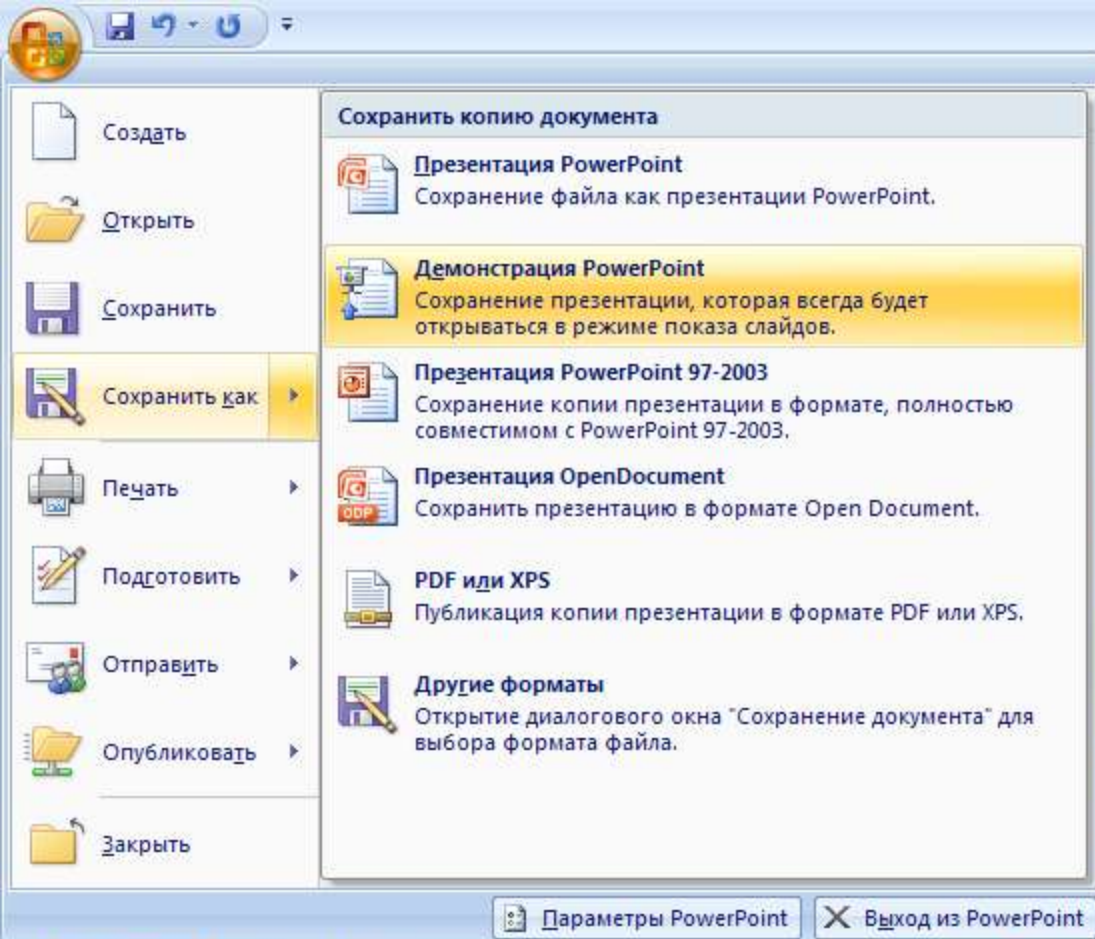 Создать
Открыть
Сохранить
Сохранить как
Печать
Подготовить
Отправить
Опубликовать
Закрыть
Сохранить копию документа
Презентация PowerPoint
Сохранение файла как презентации PowerPoint.
Демонстрация PowerPoint
Сохранение презентации, которая всегда будет
открываться в режиме показа слайдов.
Презентация PowerPoint 97-2003
Сохранение копии презентации в формате, полностью
совместимом с PowerPoint 97-2003.
Презентация OpenDocument
Сохранить презентацию в формате Open Document.
ODP
PDF или XPS
Публикация копии презентации в формате PDF или XPS.
Другие форматы
Открытие диалогового окна "Сохранение документа" для
выбора формата файла.
Параметры PowerPoint
Выход из PowerPoint